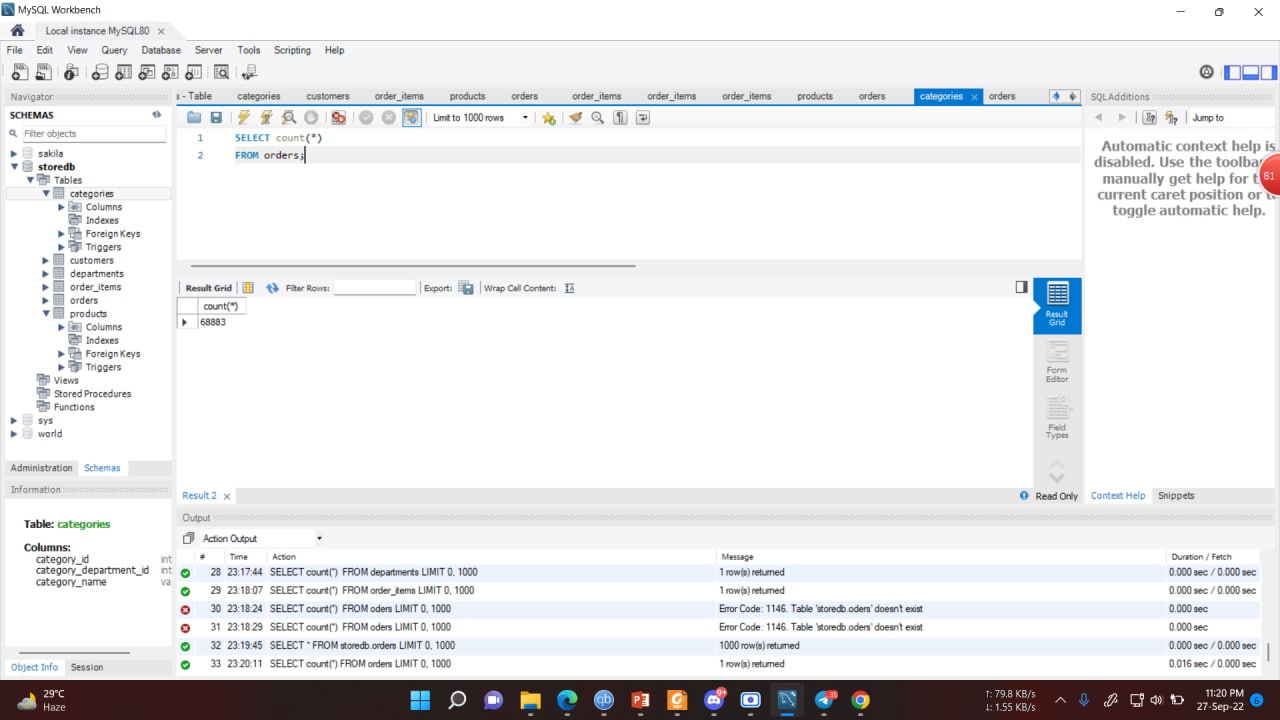 MySQL Workbench
Local instance MySQL80
File Edit View Query Database Server Tools Scripting Help
Navigator
SCHEMAS
Filter objects
sakila
storedb
Tables
categories
Columns
Indexes
Foreign Keys
Triggers
customers
departments
order_items
orders
products
Columns
Indexes
Foreign Keys
Triggers
Views
Stored Procedures
Functions
sys
world
Administration Schemas
Information
Table: categories
Columns:
category_id int
category_department_id int
category_name va
Object Info Session
s - Table categories customers order_items products orders order_items order_items order_items products orders categories orders
Limit to 1000 rows
1 SELECT count(*)
2 FROM orders;
Result Grid Filter Rows: Export: Wrap Cell Content:
count(*)
68883
Result Grid
Form Editor
Field Types
Result 2
Read Only
SQLAdditions
Jump to
Automatic context help is
disabled. Use the toolba
manually get help for t
current caret position or t
toggle automatic help.
81
Context Help Snippets
Output
Action Output
# Time Action Message Duration / Fetch
28 23:17:44 SELECT count(*) FROM departments LIMIT 0, 1000 1 row(s) returned 0.000 sec / 0.000 sec
29 23:18:07 SELECT count(*) FROM order_items LIMIT 0, 1000 1 row(s) returned 0.000 sec / 0.000 sec
30 23:18:24 SELECT count(*) FROM oders LIMIT 0, 1000 Error Code: 1146. Table 'storedb.oders' doesn't exist 0.000 sec
31 23:18:29 SELECT count(*) FROM oders LIMIT 0, 1000 Error Code: 1146. Table 'storedb.oders' doesn't exist 0.000 sec
32 23:19:45 SELECT * FROM storedb.orders LIMIT 0, 1000 1000 row(s) returned 0.000 sec / 0.000 sec
33 23:20:11 SELECT count(*) FROM orders LIMIT 0, 1000 1 row(s) returned 0.016 sec / 0.000 sec
29°C
Haze
9+
35
↑: 79.8 KB/s
↓: 1.55 KB/s
11:20 PM
27-Sep-22
6